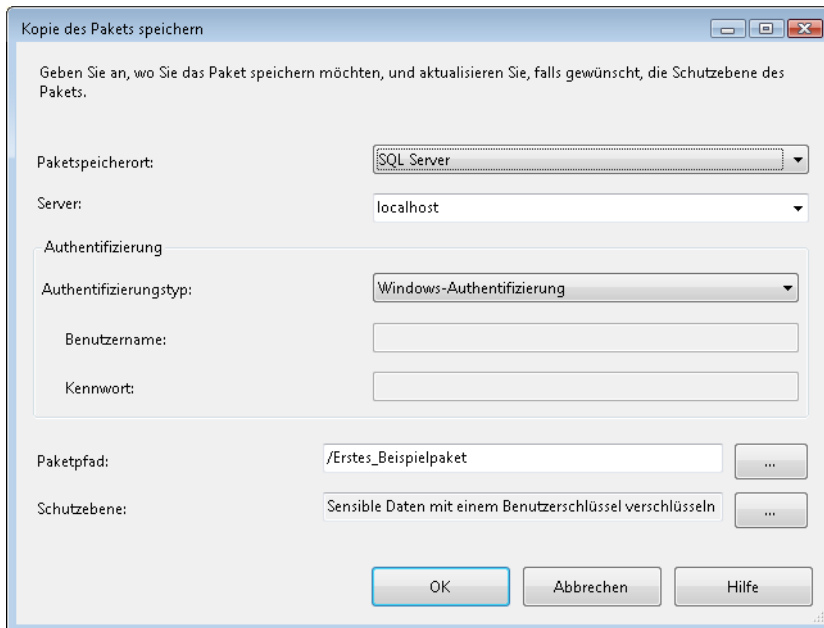 Kopie des Pakets speichern
Geben Sie an, wo Sie das Paket speichern möchten, und aktualisieren Sie, falls gewünscht, die Schutzebene des
Pakets.
Paketspeicherort:
SQL Server
Server:
localhost
Authentifizierung
Authentifizierungstyp:
Windows-Authentifizierung
Benutzername:
Kennwort:
Paketpfad:
/Erstes_Beispielpaket
...
Schutzebene:
Sensible Daten mit einem Benutzerschlüssel verschlüsseln
...
OK
Abbrechen
Hilfe